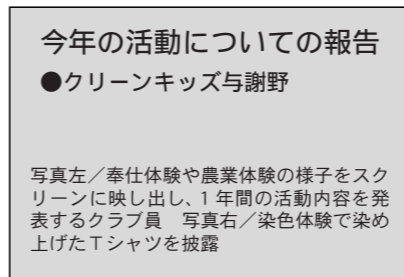 今年の活動についての報告
●クリーンキッズ与謝野
写真左／奉仕体験や農業体験の様子をスク
リーンに映し出し、1年間の活動内容を発
表するクラブ員　写真右／染色体験で染め
上げたTシャツを披露